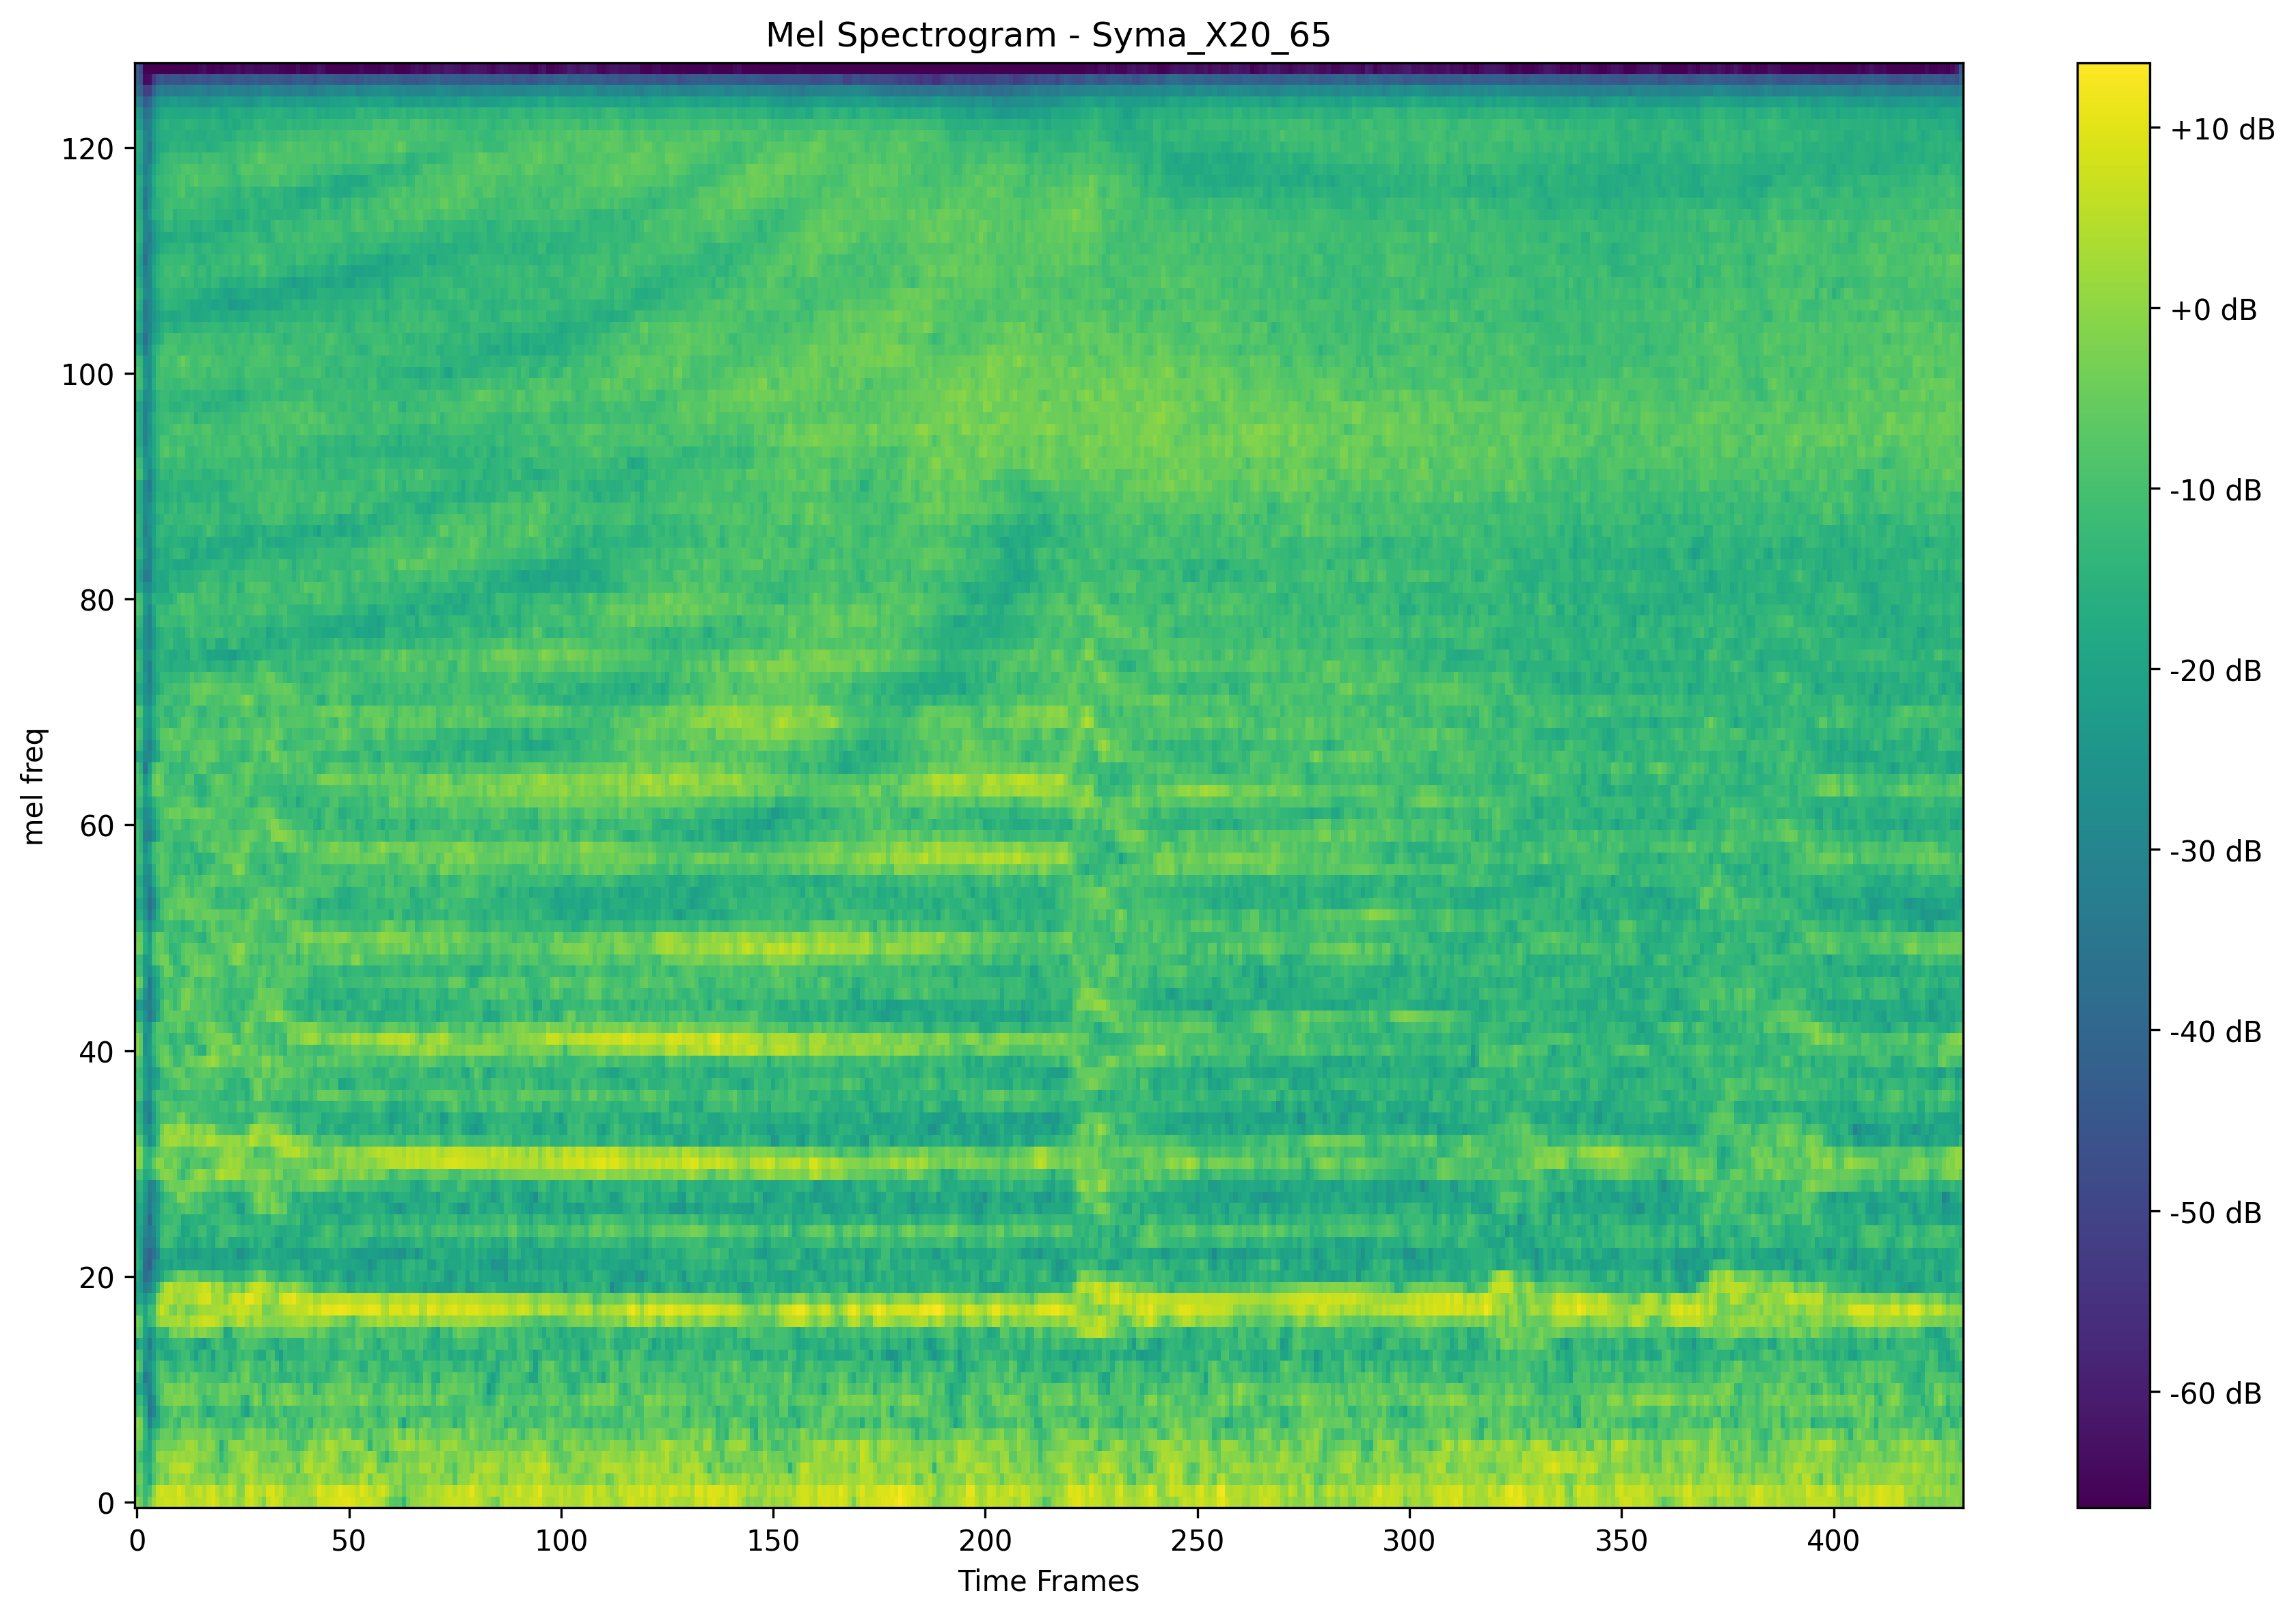 Mel Spectrogram - Syma_X20_65
mel freq
120
100
80
60
40
20
0
0 50 100 150 200 250 300 350 400
Time Frames
+10 dB
+0 dB
-10 dB
-20 dB
-30 dB
-40 dB
-50 dB
-60 dB